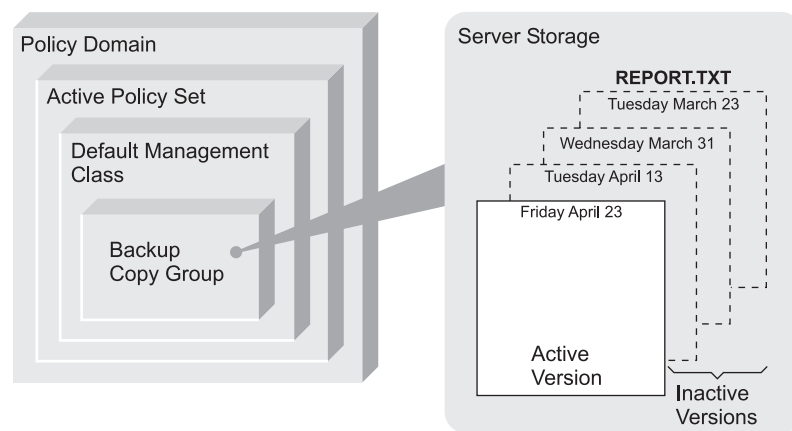 Policy Domain
Active Policy Set
Default Management
Class
Backup
Copy Group
Server Storage
REPORT.TXT
Tuesday March 23
Wednesday March 31
Tuesday April 13
Friday April 23
Active
Version
Inactive
Versions